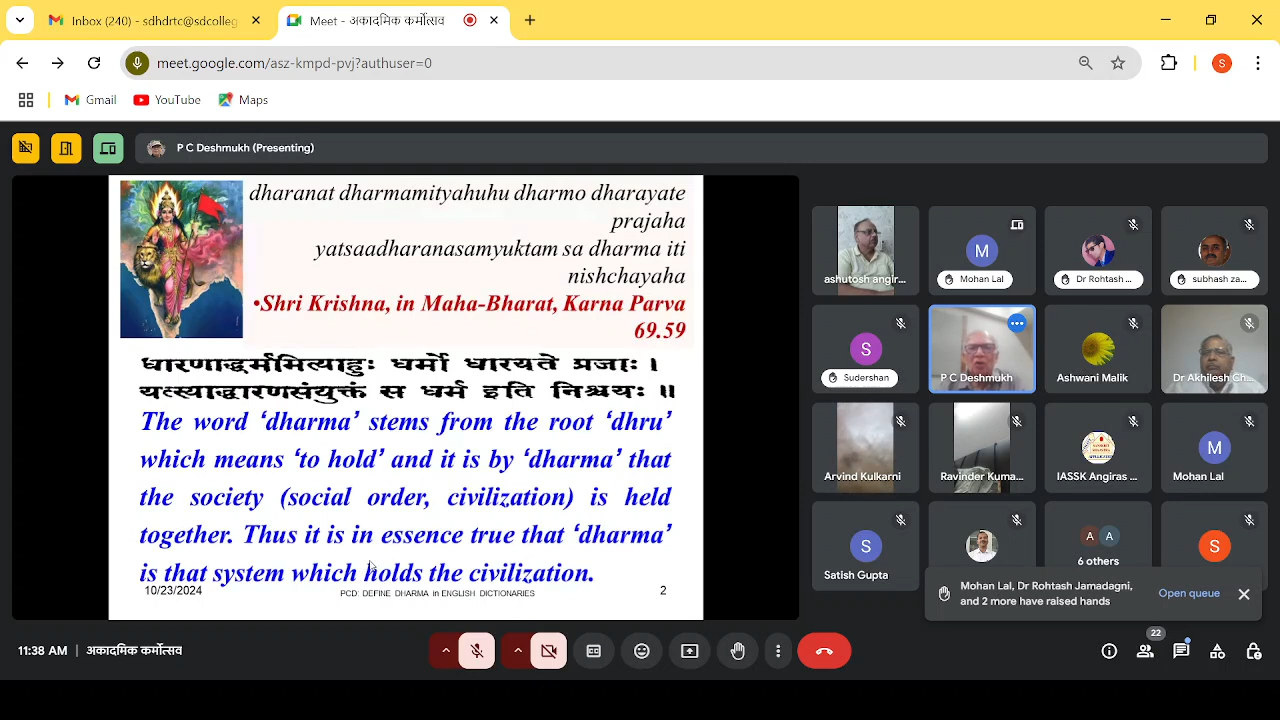 Inbox (240) - sdhdrtc@sdcolleg
Meet - अकादमिक कर्मोत्सव
meet.google.com/asz-kmpd-pvj?authuser=0
S
Gmail
YouTube
Maps
P C Deshmukh (Presenting)
dharanat dharmamityahuhu dharmo dharayate
prajaha
yatsaadharanasamyuktam sa dharma iti
nishchayaha
•Shri Krishna, in Maha-Bharat, Karna Parva
69.59
धारणाद्धर्ममित्याहुः धर्मो धारयते प्रजाः ।
यत्स्याद्धारणसंयुक्तं स धर्म इति निश्चयः ॥
The word ‘dharma’ stems from the root ‘dhru’
which means ‘to hold’ and it is by ‘dharma’ that
the society (social order, civilization) is held
together. Thus it is in essence true that ‘dharma’
is that system which holds the civilization.
10/23/2024
PCD: DEFINE DHARMA in ENGLISH DICTIONARIES
2
ashutosh angir...
M
Mohan Lal
Dr Rohtash ...
subhash za...
S
Sudershan
P C Deshmukh
Ashwani Malik
Dr Akhilesh Ch...
Arvind Kulkarni
Ravinder Kuma...
IASSK Angiras ...
M
Mohan Lal
S
Satish Gupta
A
A
6 others
S
Mohan Lal, Dr Rohtash Jamadagni,
and 2 more have raised hands
Open queue
11:38 AM
अकादमिक कर्मोत्सव
22